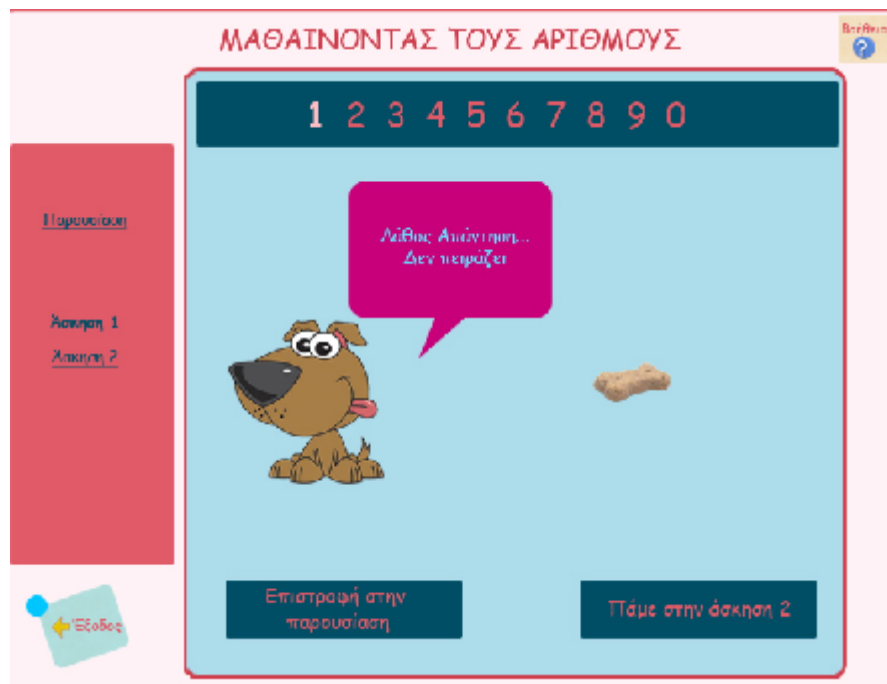 ΜΑΘΑΙΝΟΝΤΑΣ ΤΟΥΣ ΑΡΙΘΜΟΥΣ
Βοήθεια
?
1 2 3 4 5 6 7 8 9 0
Παρουσίαση
Άσκηση 1
Άσκηση 2
Λάθος Απάντηση...
Δεν πειράζει
Επιστροφή στην
παρουσίαση
Πάμε στην άσκηση 2
Έξοδος